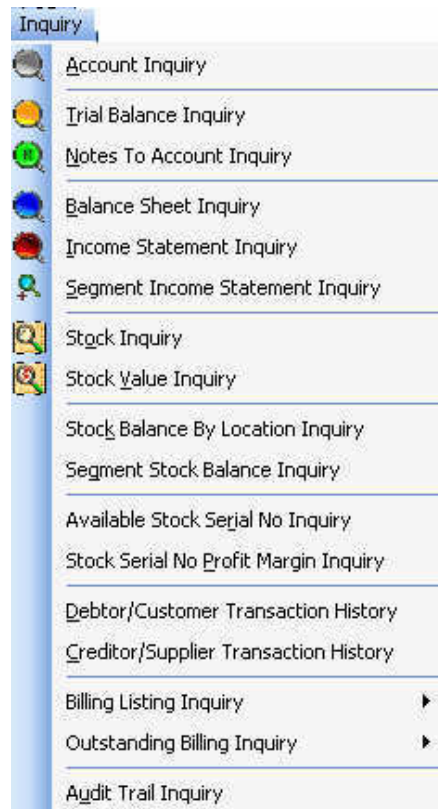 Inquiry
Account Inquiry
Trial Balance Inquiry
Notes To Account Inquiry
Balance Sheet Inquiry
Income Statement Inquiry
Segment Income Statement Inquiry
Stock Inquiry
Stock Value Inquiry
Stock Balance By Location Inquiry
Segment Stock Balance Inquiry
Available Stock Serial No Inquiry
Stock Serial No Profit Margin Inquiry
Debtor/Customer Transaction History
Creditor/Supplier Transaction History
Billing Listing Inquiry
Outstanding Billing Inquiry
Audit Trail Inquiry